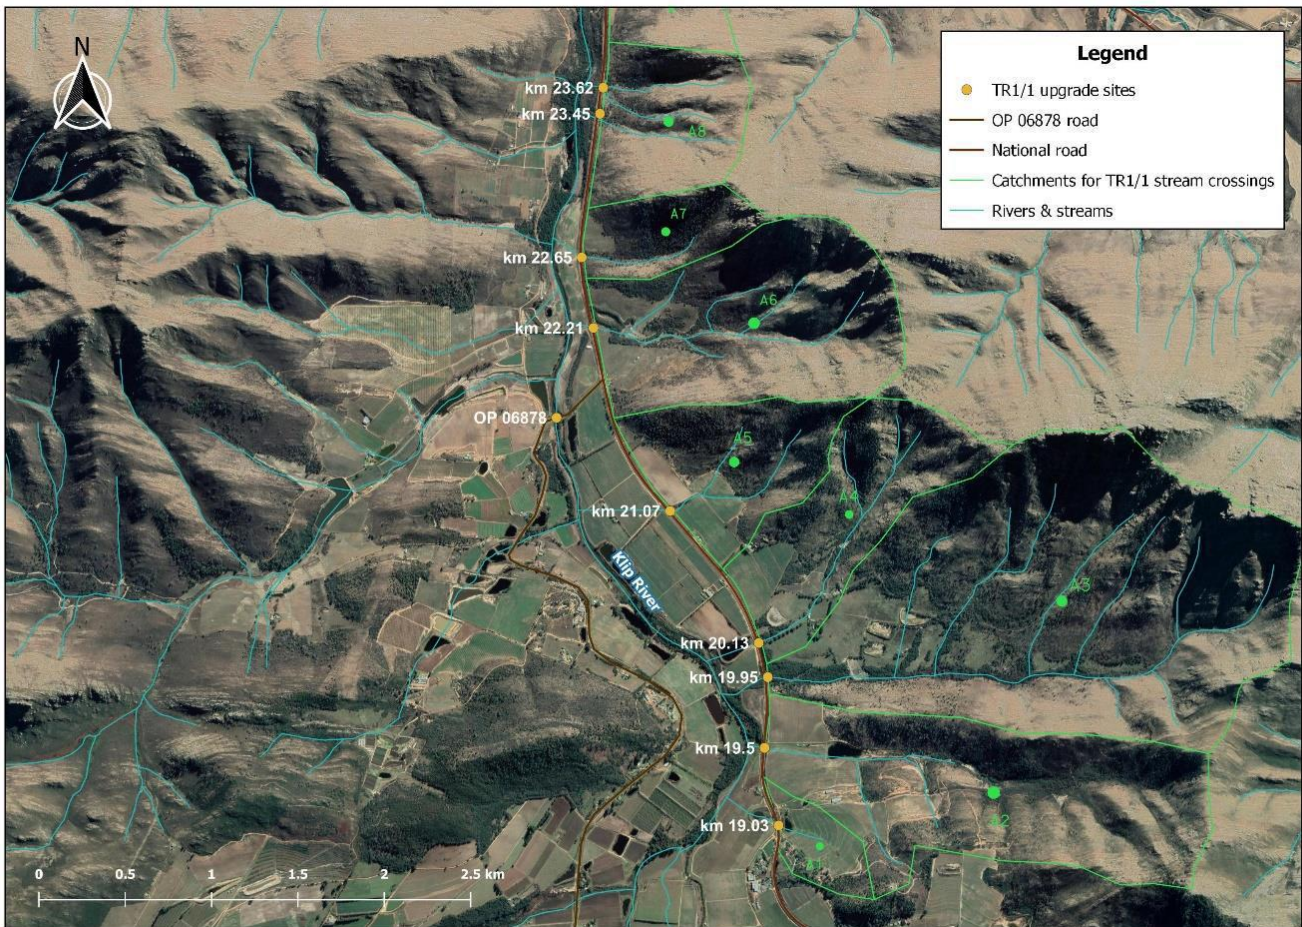 N
Legend
TR1/1 upgrade sites
OP 06878 road
National road
Catchments for TR1/1 stream crossings
Rivers & streams
km 23.62
km 23.45
A8
A7
km 22.65
A6
km 22.21
OP 06878
A5
A4
km 21.07
Klip River
A3
km 20.13
km 19.95
km 19.5
A2
km 19.03
A1
0 0.5 1 1.5 2 2.5 km